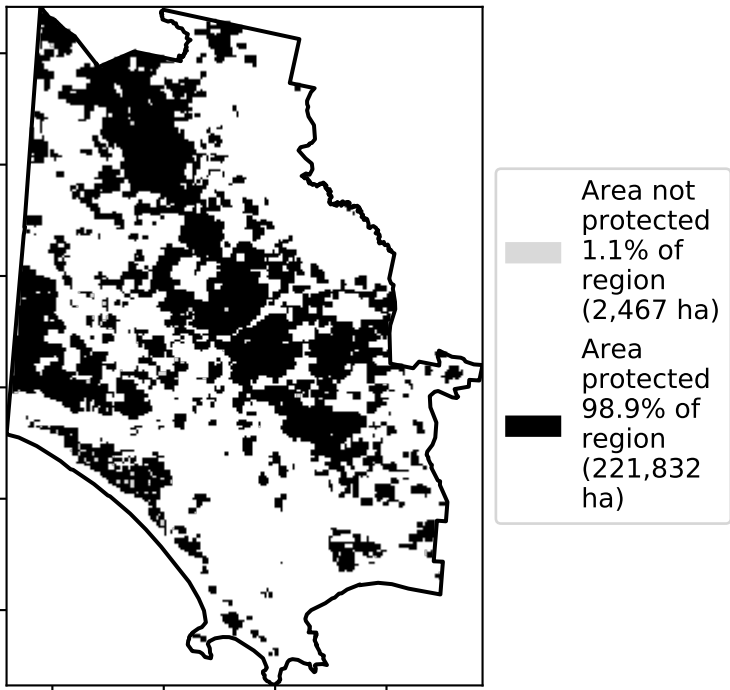 Area not
protected
1.1% of
region
(2,467 ha)
Area
protected
98.9% of
region
(221,832
ha)